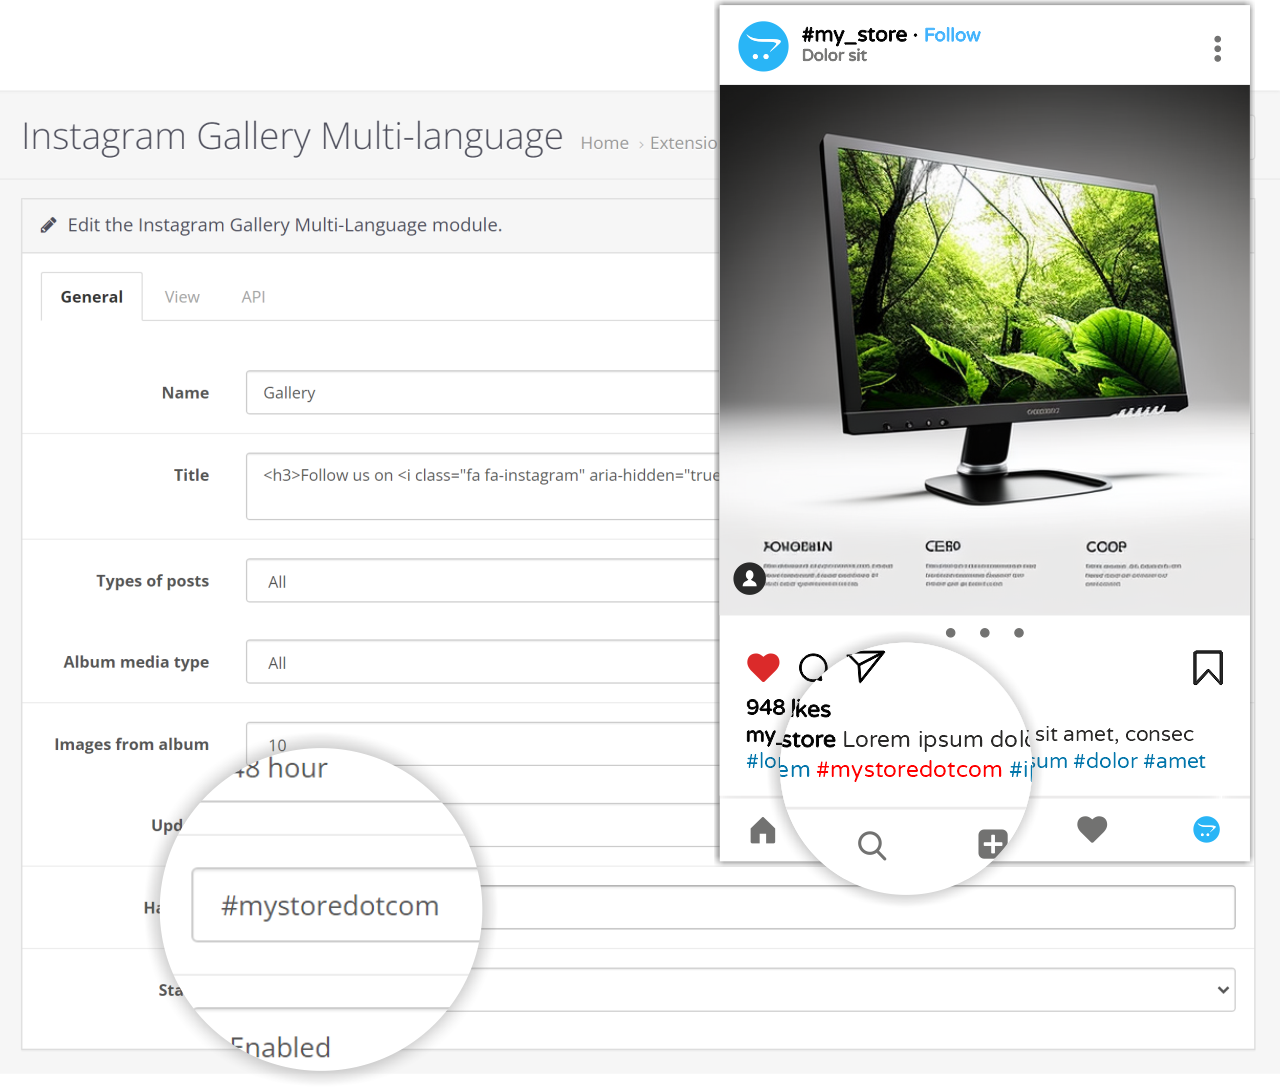 #my_store · Follow
Dolor sit
Instagram Gallery Multi-language
Home › Extensio
Edit the Instagram Gallery Multi-Language module.
General View API
Name
Gallery
Title
<h3>Follow us on <i class="fa fa-instagram" aria-hidden="true
Types of posts
All
Album media type
All
Images from album
10
48 hour
Upd
Ha
#mystoredotcom
Sta
Enabled
CERO
COOP
948 likes
my_store Lorem ipsum dolo sit amet, consec
#lorem #mystoredotcom #ipsum #dolor #amet